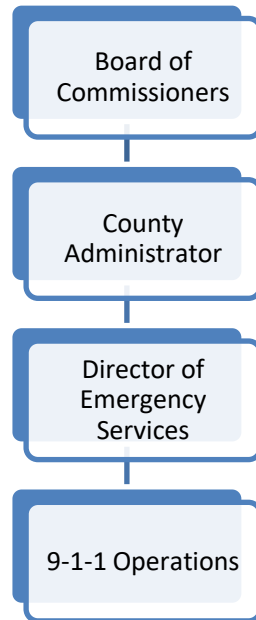 Board of
Commissioners
County
Administrator
Director of
Emergency
Services
9-1-1 Operations